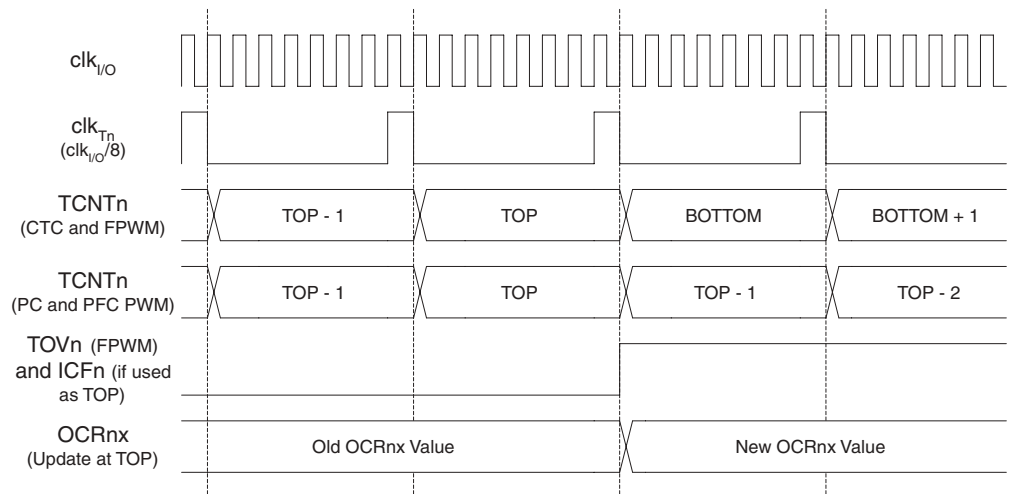 clkI/O
clkTn
(clkI/O/8)
TCNTn
(CTC and FPWM)
TOP - 1
TOP
BOTTOM
BOTTOM + 1
TCNTn
(PC and PFC PWM)
TOP - 1
TOP
TOP - 1
TOP - 2
TOVn (FPWM)
and ICFn (if used
as TOP)
OCRnx
(Update at TOP)
Old OCRnx Value
New OCRnx Value